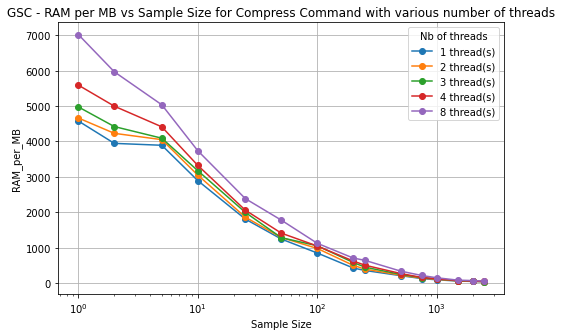 GSC - RAM per MB vs Sample Size for Compress Command with various number of threads
Nb of threads
1 thread(s)
2 thread(s)
3 thread(s)
4 thread(s)
8 thread(s)
RAM_per_MB
7000
6000
5000
4000
3000
2000
1000
0
10⁰ 10¹ 10² 10³
Sample Size